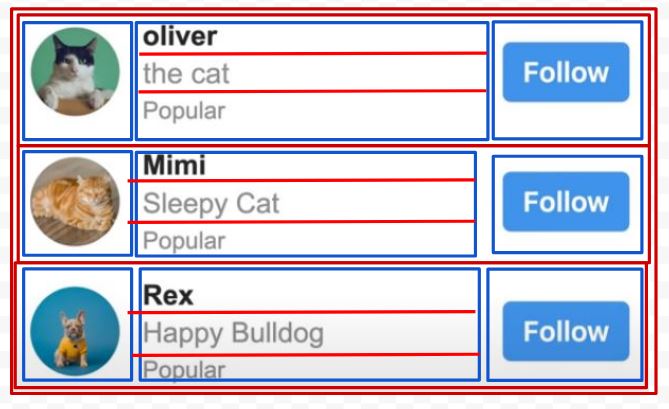 oliver
the cat
Popular
Follow
Mimi
Sleepy Cat
Popular
Follow
Rex
Happy Bulldog
Popular
Follow